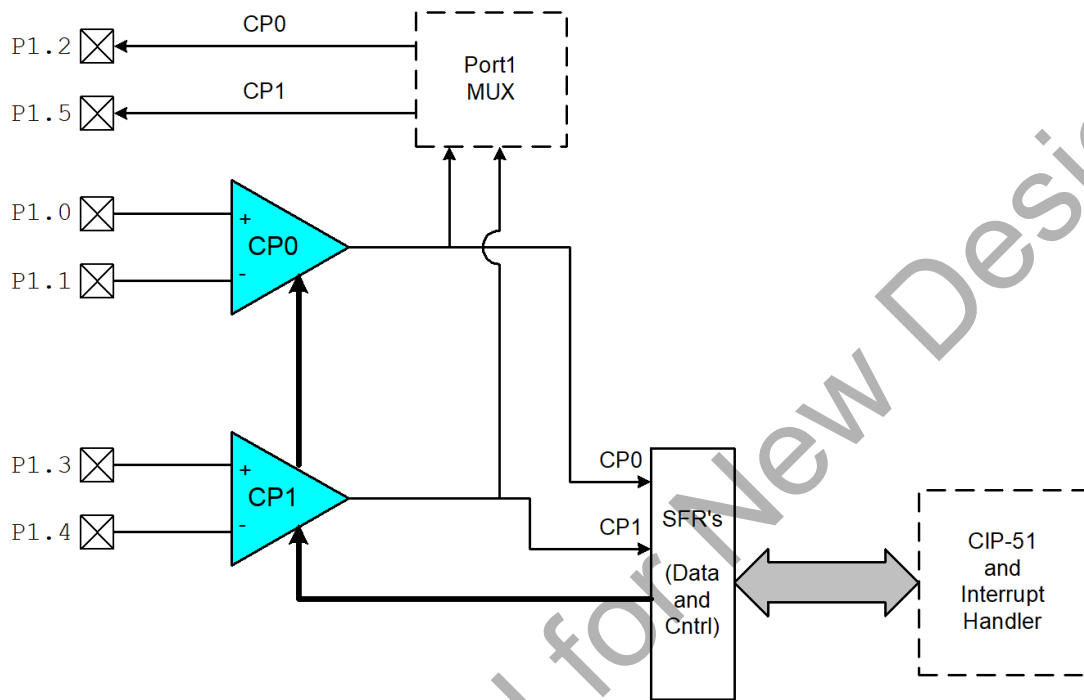 P1.2
CP0
P1.5
CP1
Port1
MUX
P1.0
+
CP0
P1.1
-
P1.3
+
CP1
P1.4
-
CP0
CP1
SFR's
(Data
and
Cntrl)
CIP-51
and
Interrupt
Handler
for New Desig